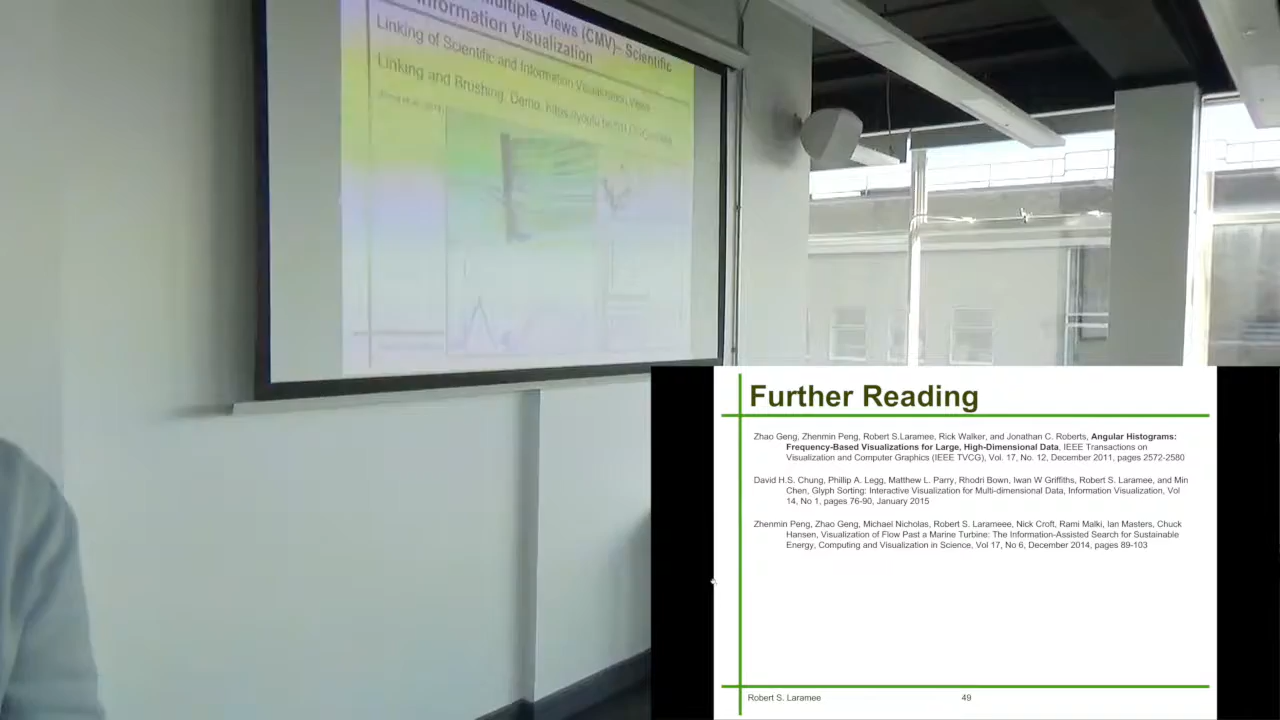 Multiple Views (CMV)– Scientific
Information Visualization
Linking of Scientific and Information Visualization Views
Linking and Brushing, Demo:
Further Reading
Zhao Geng, Zhenmin Peng, Robert S.Laramee, Rick Walker, and Jonathan C. Roberts, Angular Histograms:
Frequency-Based Visualizations for Large, High-Dimensional Data, IEEE Transactions on
Visualization and Computer Graphics (IEEE TVCG), Vol. 17, No. 12, December 2011, pages 2572-2580
David H.S. Chung, Phillip A. Legg, Matthew L. Parry, Rhodri Bown, Iwan W Griffiths, Robert S. Laramee, and Min
Chen, Glyph Sorting: Interactive Visualization for Multi-dimensional Data, Information Visualization, Vol
14, No 1, pages 76-90, January 2015
Zhenmin Peng, Zhao Geng, Michael Nicholas, Robert S. Larameee, Nick Croft, Rami Malki, Ian Masters, Chuck
Hansen, Visualization of Flow Past a Marine Turbine: The Information-Assisted Search for Sustainable
Energy, Computing and Visualization in Science, Vol 17, No 6, December 2014, pages 89-103
Robert S. Laramee 49